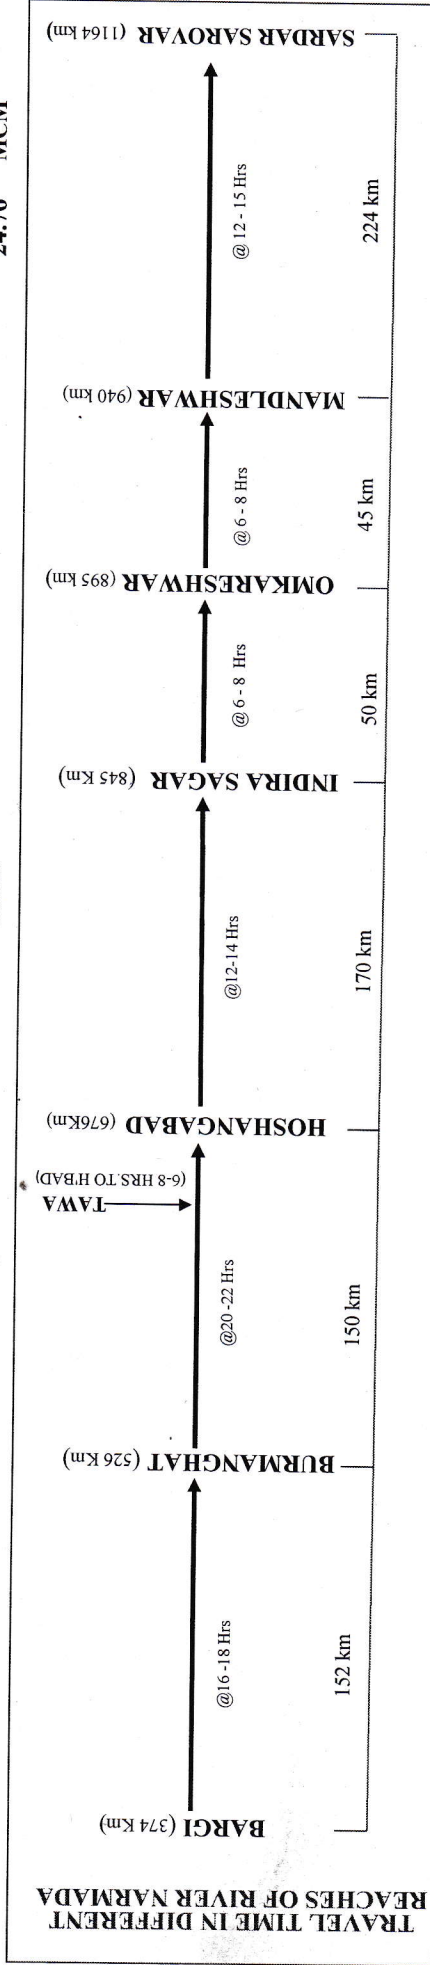 24.76 MCM
TRAVEL TIME IN DIFFERENT
REACHES OF RIVER NARMADA
BARGI (374 Km)
@16 -18 Hrs
152 km
BURMANGHAT (526 Km)
@20 -22 Hrs
150 km
TAWA
(6-8 HRS.TO H'BAD)
HOSHANGABAD (676Km)
@12-14 Hrs
170 km
INDIRA SAGAR (845 Km)
@ 6 - 8 Hrs
50 km
OMKARESHWAR (895 km)
@ 6 - 8 Hrs
45 km
MANDLESHWAR (940 km)
@ 12 - 15 Hrs
224 km
SARDAR SAROVAR (1164 km)